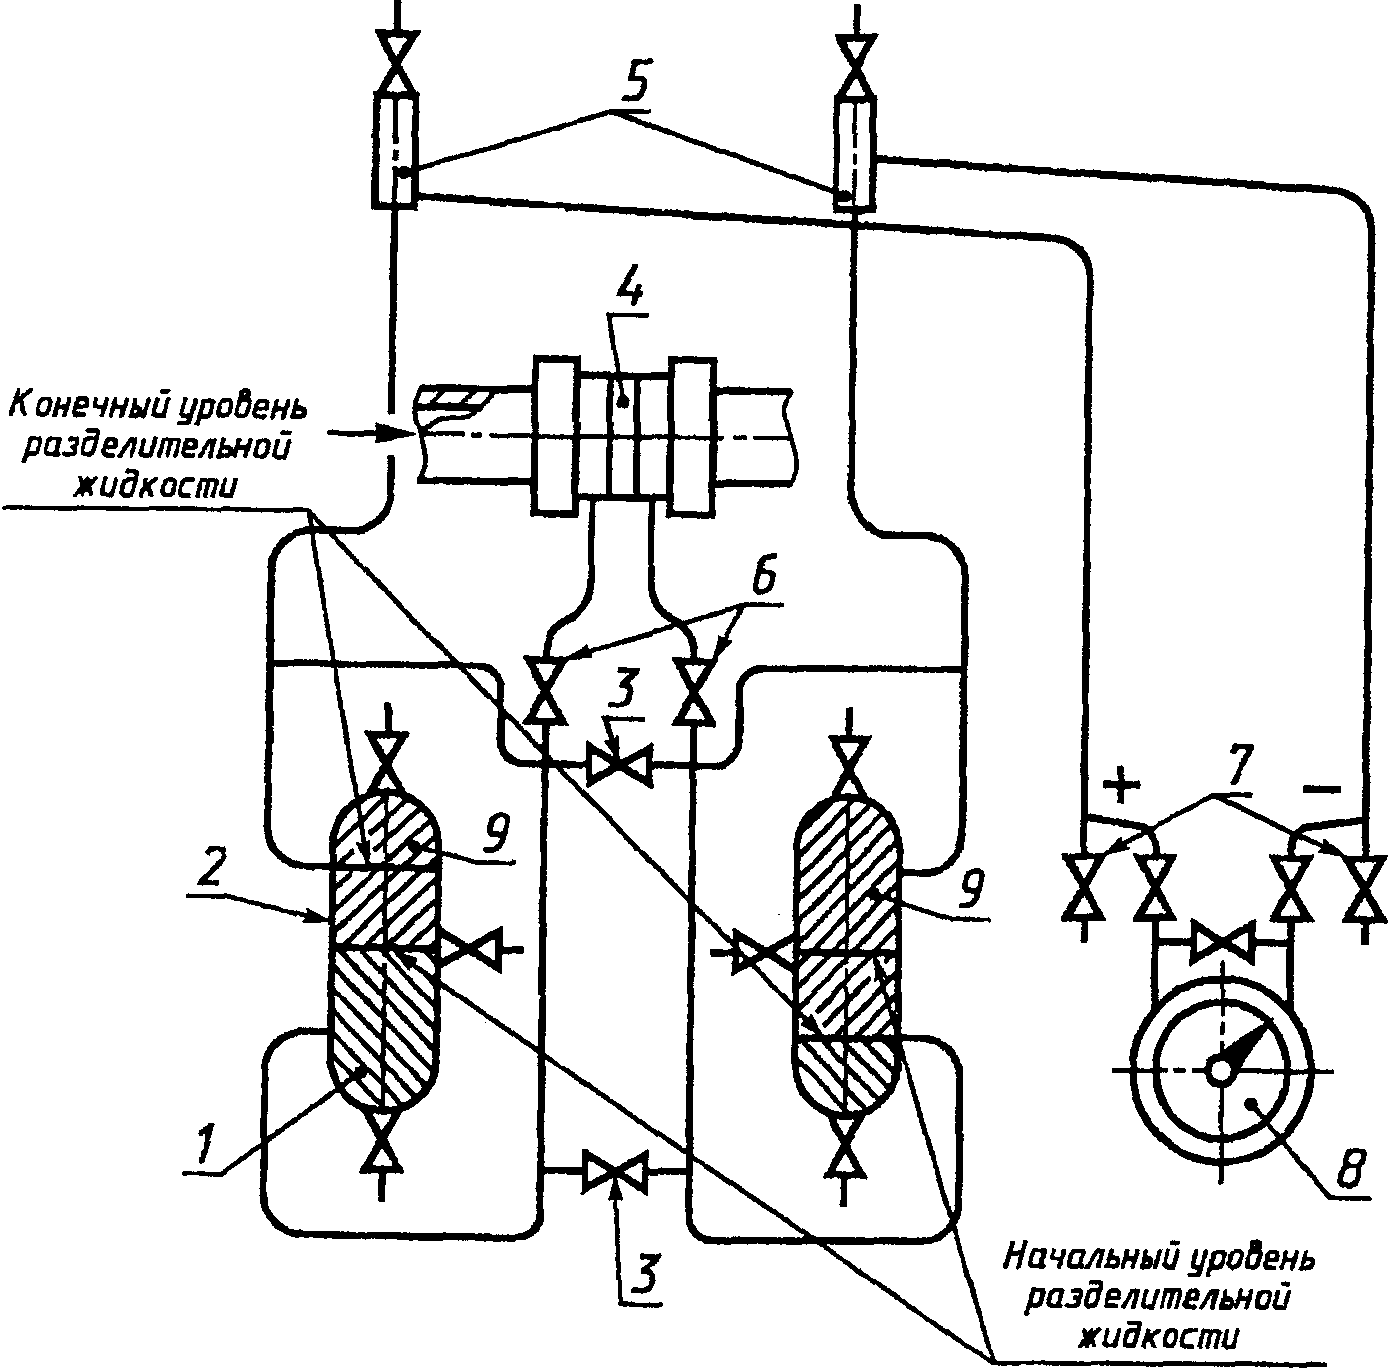 5
4
Конечный уровень
разделительной
жидкости
6
3
7
+
−
9
2
9
1
8
3
Начальный уровень
разделительной
жидкости